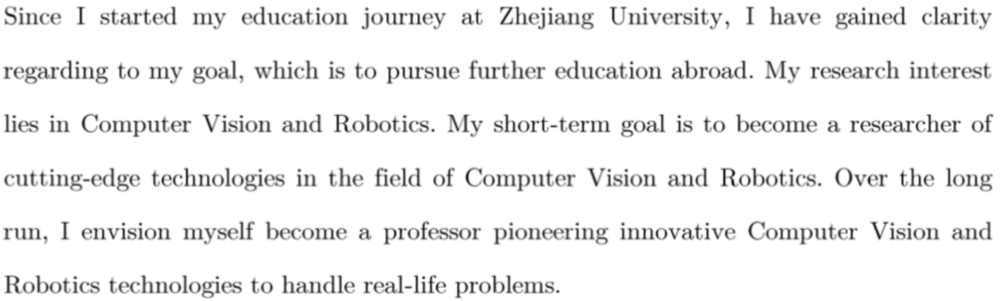 Since I started my education journey at Zhejiang University, I have gained clarity
regarding to my goal, which is to pursue further education abroad. My research interest
lies in Computer Vision and Robotics. My short-term goal is to become a researcher of
cutting-edge technologies in the field of Computer Vision and Robotics. Over the long
run, I envision myself become a professor pioneering innovative Computer Vision and
Robotics technologies to handle real-life problems.